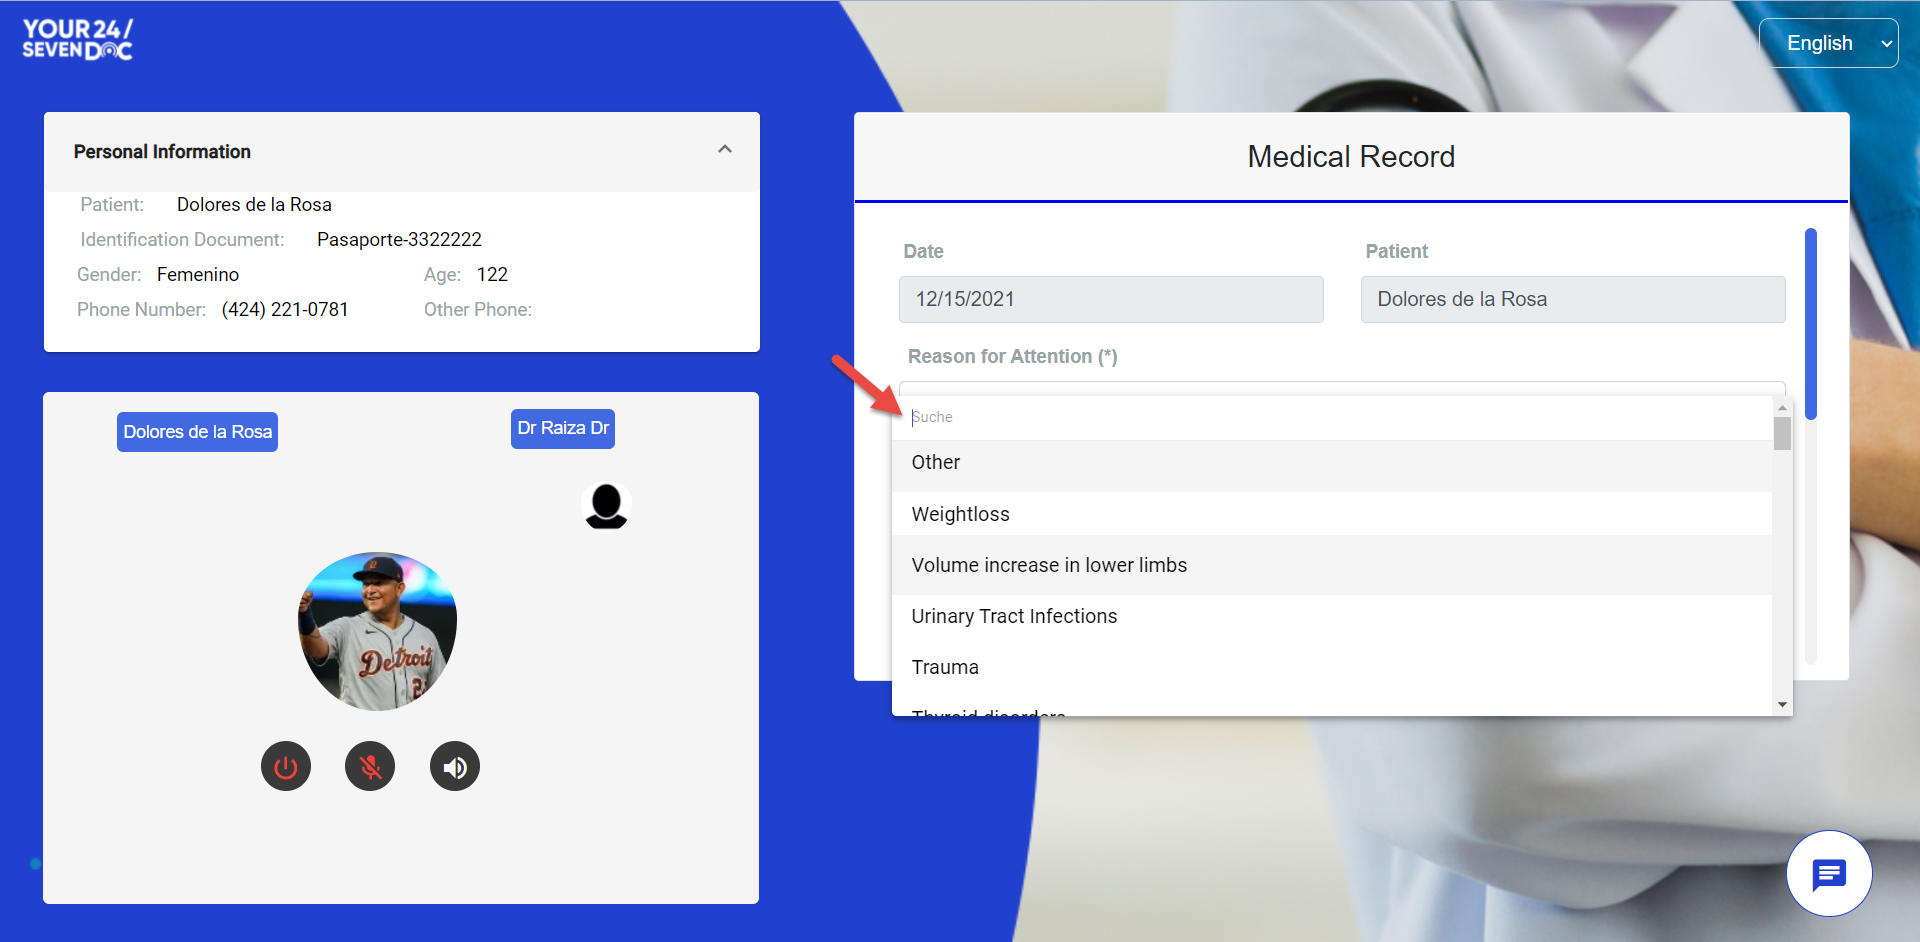 YOUR 24/
SEVEN DOC
English
Personal Information
Patient: Dolores de la Rosa
Identification Document: Pasaporte-3322222
Gender: Femenino Age: 122
Phone Number: (424) 221-0781 Other Phone:
Dolores de la Rosa
Dr Raiza Dr
Detroit
Medical Record
Date Patient
12/15/2021 Dolores de la Rosa
Reason for Attention (*)
Suche
Other
Weightloss
Volume increase in lower limbs
Urinary Tract Infections
Trauma
Thyroid disorders